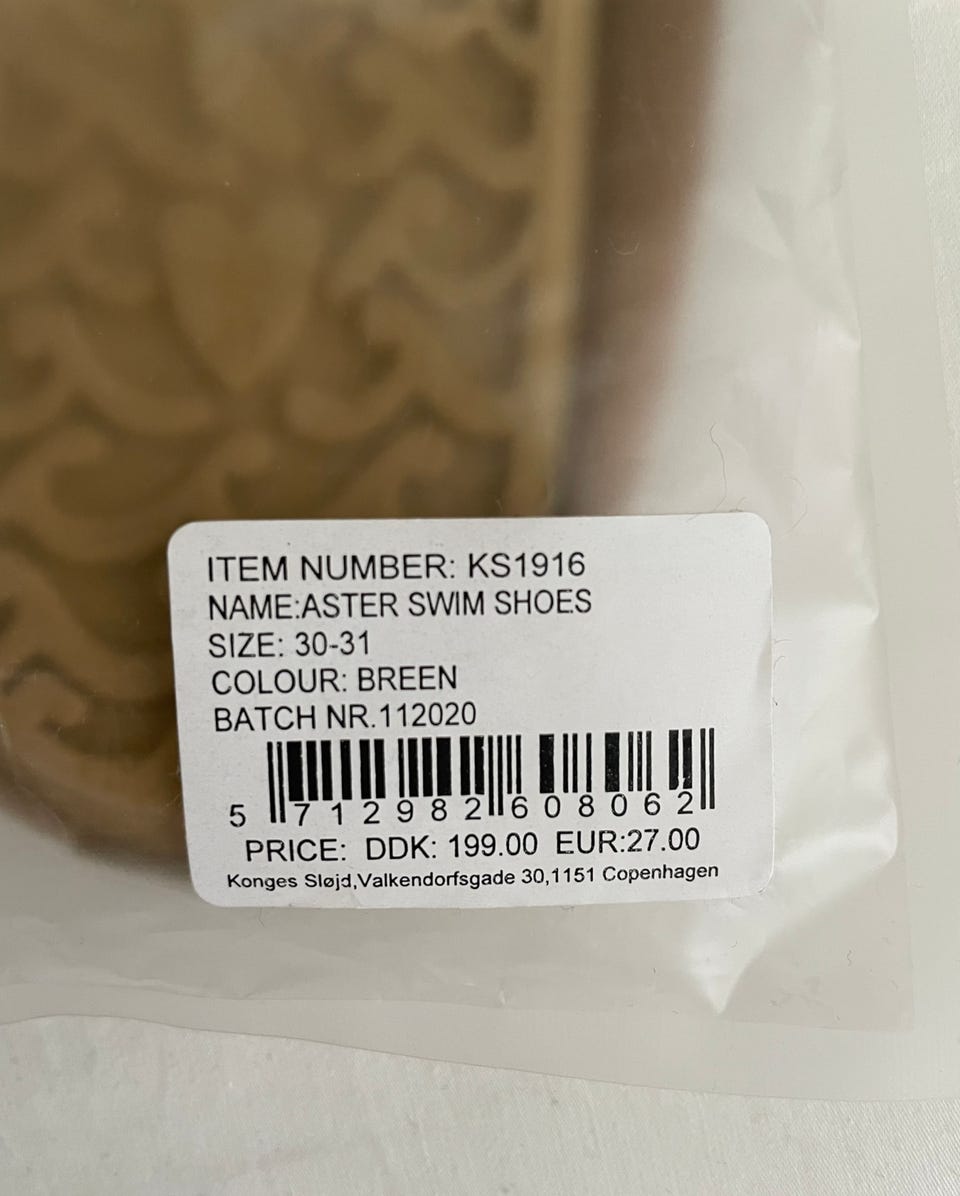 ITEM NUMBER: KS1916
NAME:ASTER SWIM SHOES
SIZE: 30-31
COLOUR: BREEN
BATCH NR.112020
5 712982 608062
PRICE: DDK: 199.00 EUR:27.00
Konges Sløjd,Valkendorfsgade 30,1151 Copenhagen